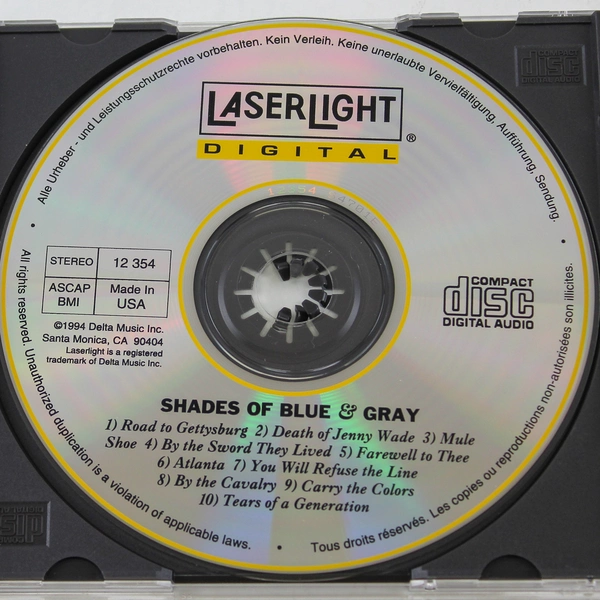 Alle Urheber - und Leistungsschutzrechte vorbehalten. Kein Verleih. Keine unerlaubte Vervielfältigung, Aufführung, Sendung.
LASERLIGHT®
DIGITAL
STEREO 12 354
ASCAP BMI Made In USA
©1994 Delta Music Inc.
Santa Monica, CA 90404
Laserlight is a registered
trademark of Delta Music Inc.
COMPACT
disc
DIGITAL AUDIO
SHADES OF BLUE & GRAY
1) Road to Gettysburg 2) Death of Jenny Wade 3) Mule
Shoe 4) By the Sword They Lived 5) Farewell to Thee
6) Atlanta 7) You Will Refuse the Line
8) By the Cavalry 9) Carry the Colors
10) Tears of a Generation
All rights reserved. Unauthorized duplication is a violation of applicable laws.
Tous droits réservés. Les copies ou reproductions non-autorisées son illicites.
COMPACT
disc